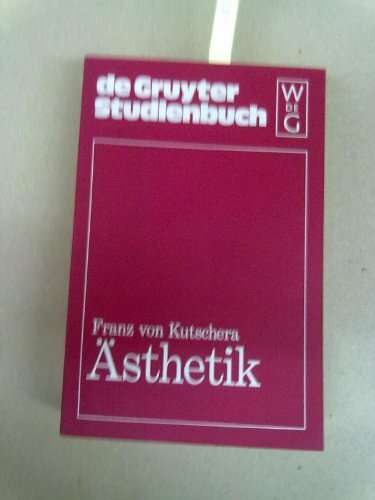 de Gruyter
Studienbuch
W
DE
G
Franz von Kutschera
Ästhetik